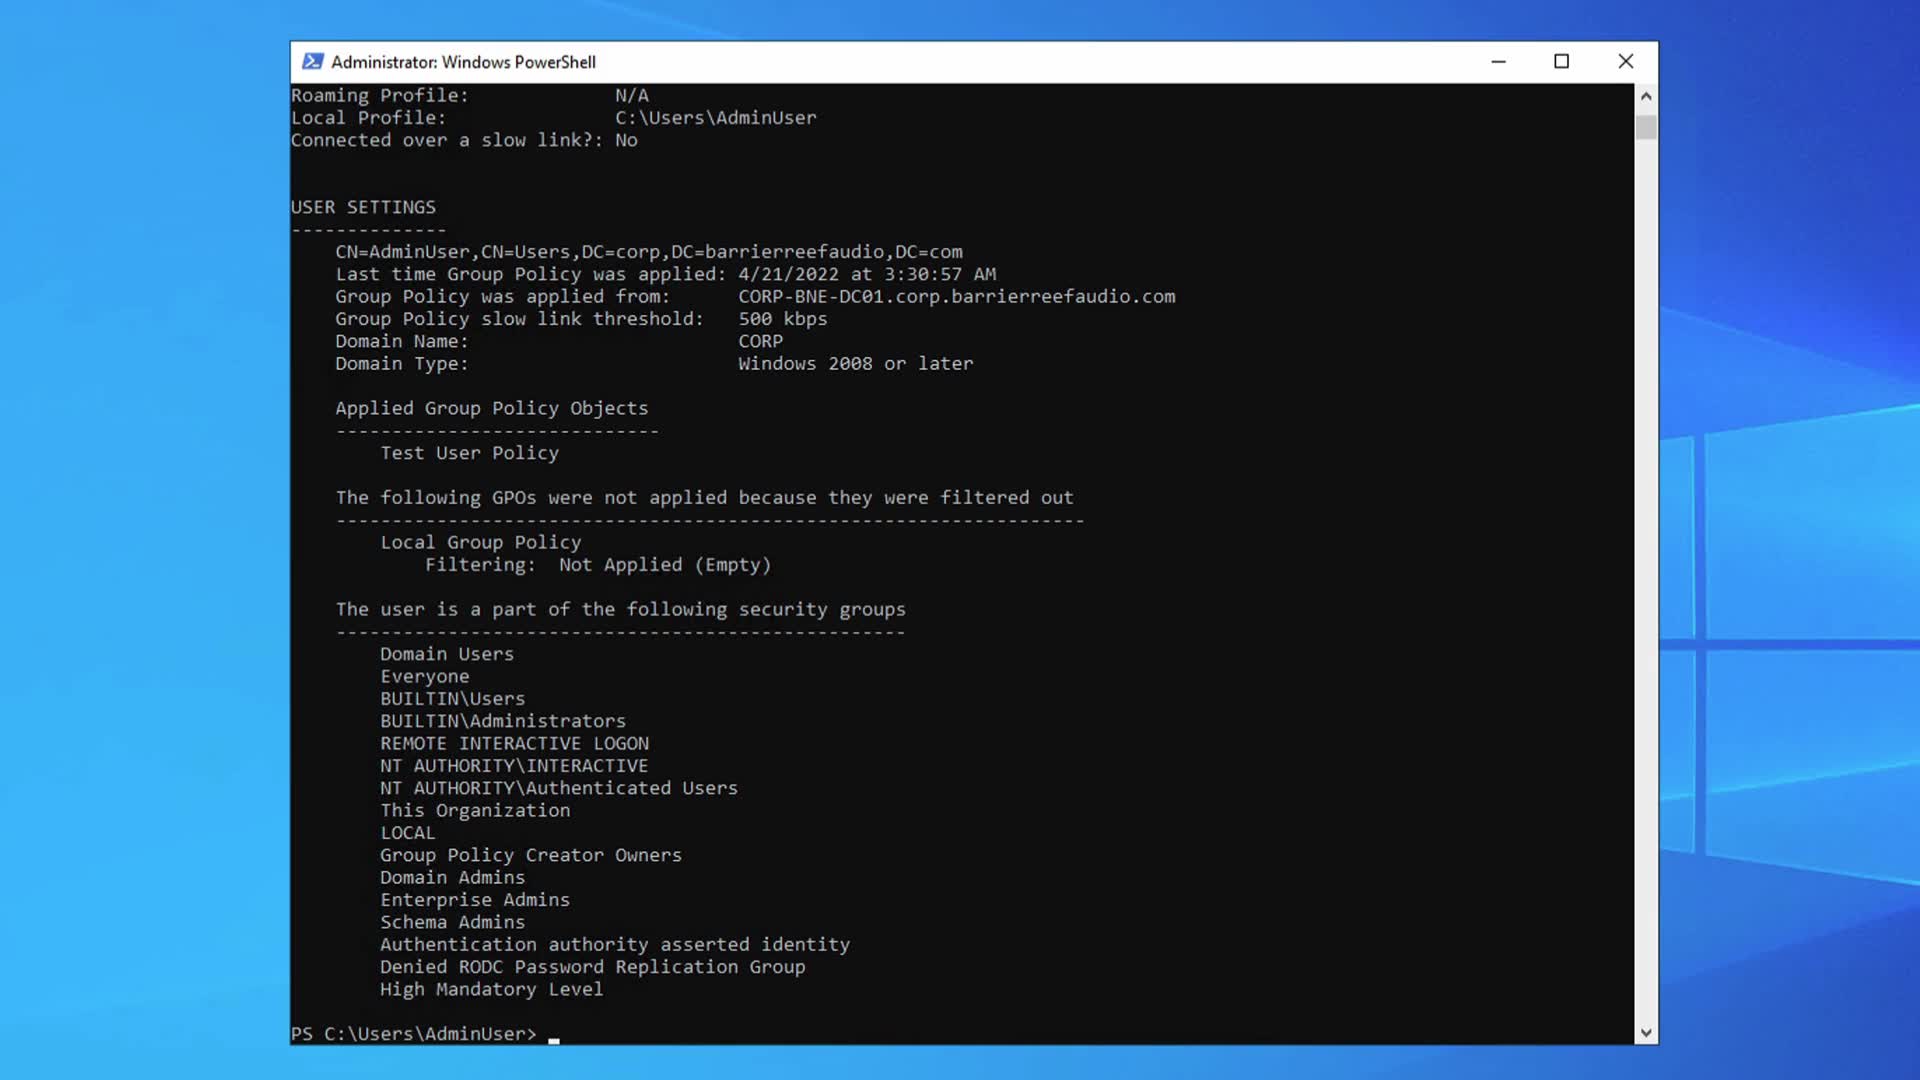 Administrator: Windows PowerShell
Roaming Profile: N/A
Local Profile: C:\Users\AdminUser
Connected over a slow link?: No
USER SETTINGS
--------------
CN=AdminUser,CN=Users,DC=corp,DC=barrierreefaudio,DC=com
Last time Group Policy was applied: 4/21/2022 at 3:30:57 AM
Group Policy was applied from: CORP-BNE-DC01.corp.barrierreefaudio.com
Group Policy slow link threshold: 500 kbps
Domain Name: CORP
Domain Type: Windows 2008 or later
Applied Group Policy Objects
-----------------------------
Test User Policy
The following GPOs were not applied because they were filtered out
-------------------------------------------------------------------
Local Group Policy
Filtering: Not Applied (Empty)
The user is a part of the following security groups
---------------------------------------------------
Domain Users
Everyone
BUILTIN\Users
BUILTIN\Administrators
REMOTE INTERACTIVE LOGON
NT AUTHORITY\INTERACTIVE
NT AUTHORITY\Authenticated Users
This Organization
LOCAL
Group Policy Creator Owners
Domain Admins
Enterprise Admins
Schema Admins
Authentication authority asserted identity
Denied RODC Password Replication Group
High Mandatory Level
PS C:\Users\AdminUser>